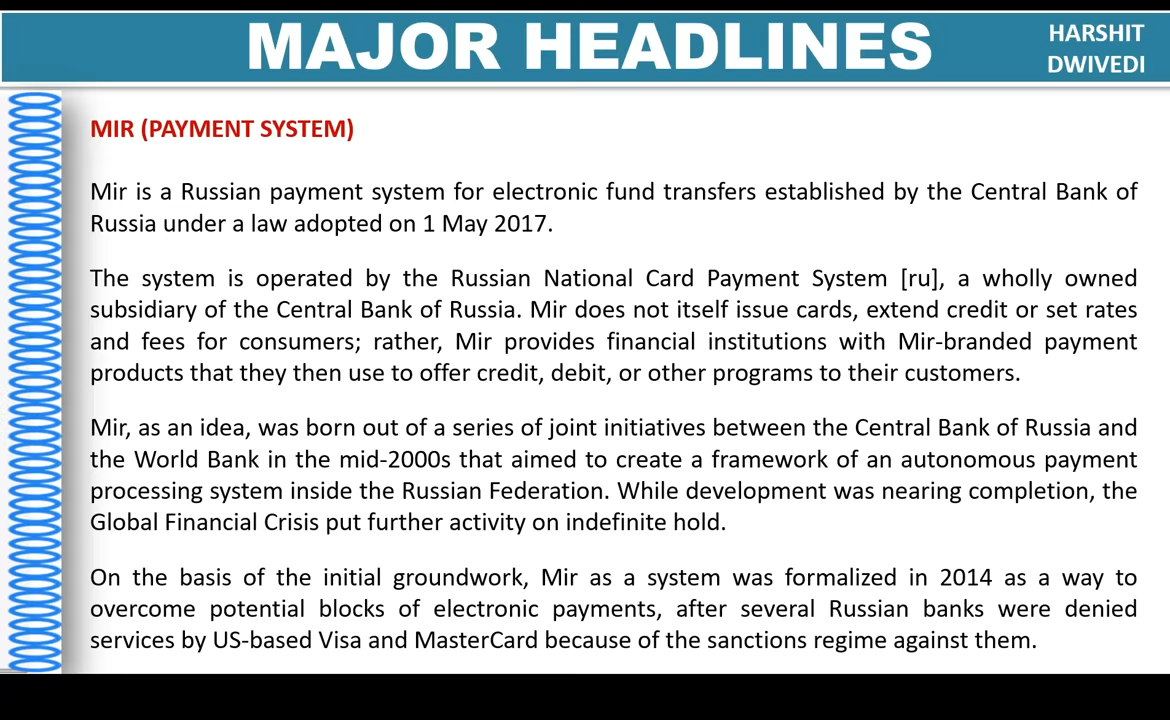 MAJOR HEADLINES
HARSHIT
DWIVEDI
MIR (PAYMENT SYSTEM)
Mir is a Russian payment system for electronic fund transfers established by the Central Bank of
Russia under a law adopted on 1 May 2017.
The system is operated by the Russian National Card Payment System [ru], a wholly owned
subsidiary of the Central Bank of Russia. Mir does not itself issue cards, extend credit or set rates
and fees for consumers; rather, Mir provides financial institutions with Mir-branded payment
products that they then use to offer credit, debit, or other programs to their customers.
Mir, as an idea, was born out of a series of joint initiatives between the Central Bank of Russia and
the World Bank in the mid-2000s that aimed to create a framework of an autonomous payment
processing system inside the Russian Federation. While development was nearing completion, the
Global Financial Crisis put further activity on indefinite hold.
On the basis of the initial groundwork, Mir as a system was formalized in 2014 as a way to
overcome potential blocks of electronic payments, after several Russian banks were denied
services by US-based Visa and MasterCard because of the sanctions regime against them.